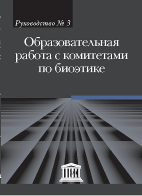 Руководство № 3
Образовательная
работа с комитетами
по биоэтике